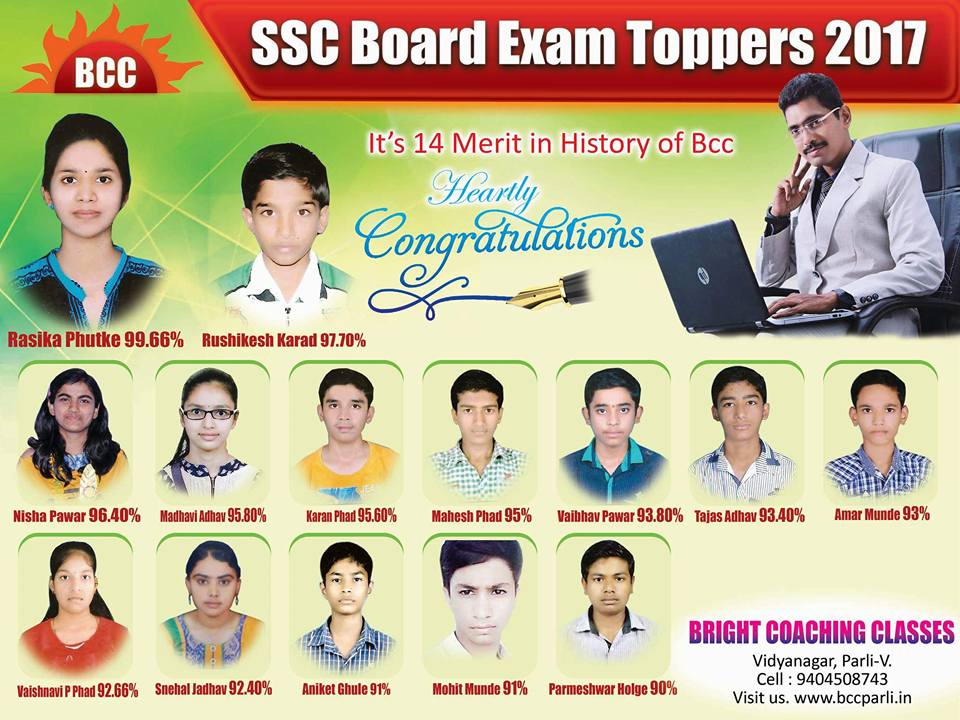 BCC
SSC Board Exam Toppers 2017
It's 14 Merit in History of Bcc
Heartly
Congratulations
Rasika Phutke 99.66%
Rushikesh Karad 97.70%
Nisha Pawar 96.40%
Madhavi Adhav 95.80%
Karan Phad 95.60%
Mahesh Phad 95%
Vaibhav Pawar 93.80%
Tajas Adhav 93.40%
Amar Munde 93%
Vaishnavi P Phad 92.66%
Snehal Jadhav 92.40%
Aniket Ghule 91%
Mohit Munde 91%
Parmeshwar Holge 90%
BRIGHT COACHING CLASSES
Vidyanagar, Parli-V.
Cell : 9404508743
Visit us. www.bccparli.in